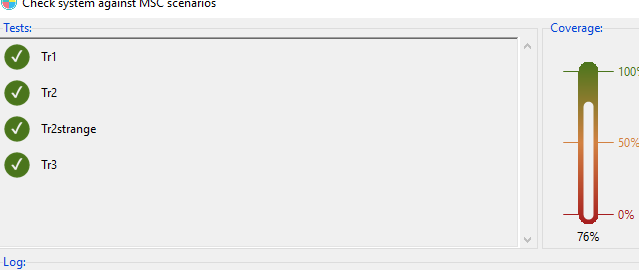 Check system against MSC scenarios
Tests:
Coverage:
Tr1
Tr2
Tr2strange
Tr3
100%
50%
0%
76%
Log: